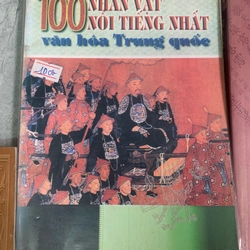 100 NHÂN VẬT
NỔI TIẾNG NHẤT
văn hóa Trung quốc